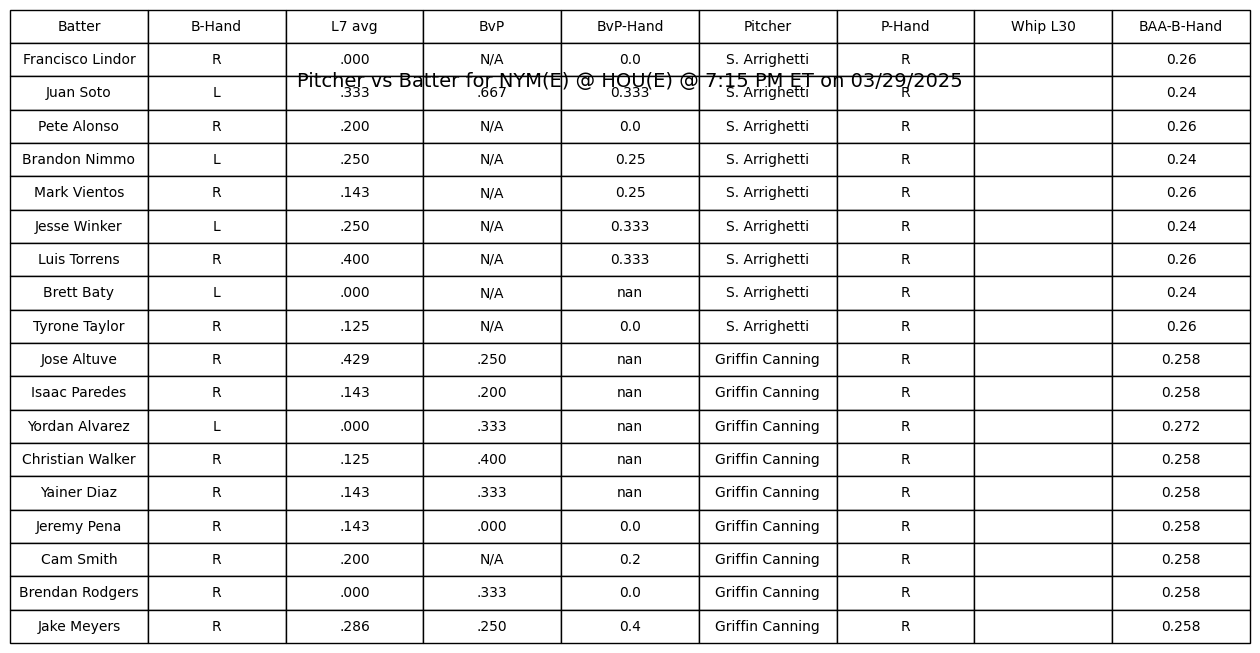 Batter B-Hand L7 avg BvP BvP-Hand Pitcher P-Hand Whip L30 BAA-B-Hand
Francisco Lindor R .000 N/A 0.0 S. Arrighetti R 0.26
Pitcher vs Batter for NYM(E) @ HOU(E) @ 7:15 PM ET on 03/29/2025
Juan Soto L .333 .667 0.333 S. Arrighetti R 0.24
Pete Alonso R .200 N/A 0.0 S. Arrighetti R 0.26
Brandon Nimmo L .250 N/A 0.25 S. Arrighetti R 0.24
Mark Vientos R .143 N/A 0.25 S. Arrighetti R 0.26
Jesse Winker L .250 N/A 0.333 S. Arrighetti R 0.24
Luis Torrens R .400 N/A 0.333 S. Arrighetti R 0.26
Brett Baty L .000 N/A nan S. Arrighetti R 0.24
Tyrone Taylor R .125 N/A 0.0 S. Arrighetti R 0.26
Jose Altuve R .429 .250 nan Griffin Canning R 0.258
Isaac Paredes R .143 .200 nan Griffin Canning R 0.258
Yordan Alvarez L .000 .333 nan Griffin Canning R 0.272
Christian Walker R .125 .400 nan Griffin Canning R 0.258
Yainer Diaz R .143 .333 nan Griffin Canning R 0.258
Jeremy Pena R .143 .000 0.0 Griffin Canning R 0.258
Cam Smith R .200 N/A 0.2 Griffin Canning R 0.258
Brendan Rodgers R .000 .333 0.0 Griffin Canning R 0.258
Jake Meyers R .286 .250 0.4 Griffin Canning R 0.258